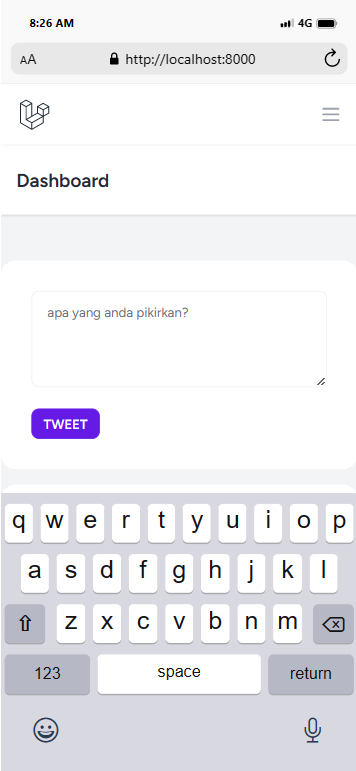 8:26 AM 4G
AA http://localhost:8000
Dashboard
apa yang anda pikirkan?
TWEET
q w e r t y u i o p
a s d f g h j k l
z x c v b n m
123 space return